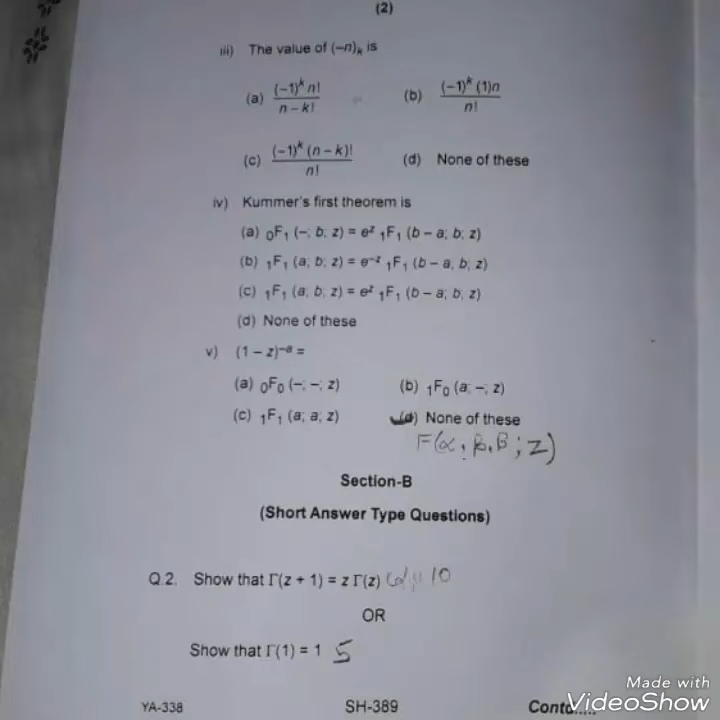 (2)
iii) The value of (–n)ₖ is
(a) (–1)ᵏ n! / n – k! (b) (–1)ᵏ (1)n / n!
(c) (–1)ᵏ (n – k)! / n! (d) None of these
iv) Kummer's first theorem is
(a) ₀F₁ (–; b; z) = eᶻ ₁F₁ (b – a; b; z)
(b) ₁F₁ (a; b; z) = e⁻ᶻ ₁F₁ (b – a, b; z)
(c) ₁F₁ (a, b; z) = eᶻ ₁F₁ (b – a; b; z)
(d) None of these
v) (1 – z)⁻ᵃ =
(a) ₀F₀ (–; –; z) (b) ₁F₀ (a; –; z)
(c) ₁F₁ (a; a; z) (d) None of these
F(α, β, β; z)
Section-B
(Short Answer Type Questions)
Q.2. Show that Γ(z + 1) = z Γ(z) 10
OR
Show that Γ(1) = 1 5
YA-338 SH-389 Contd.....
Made with
VideoShow